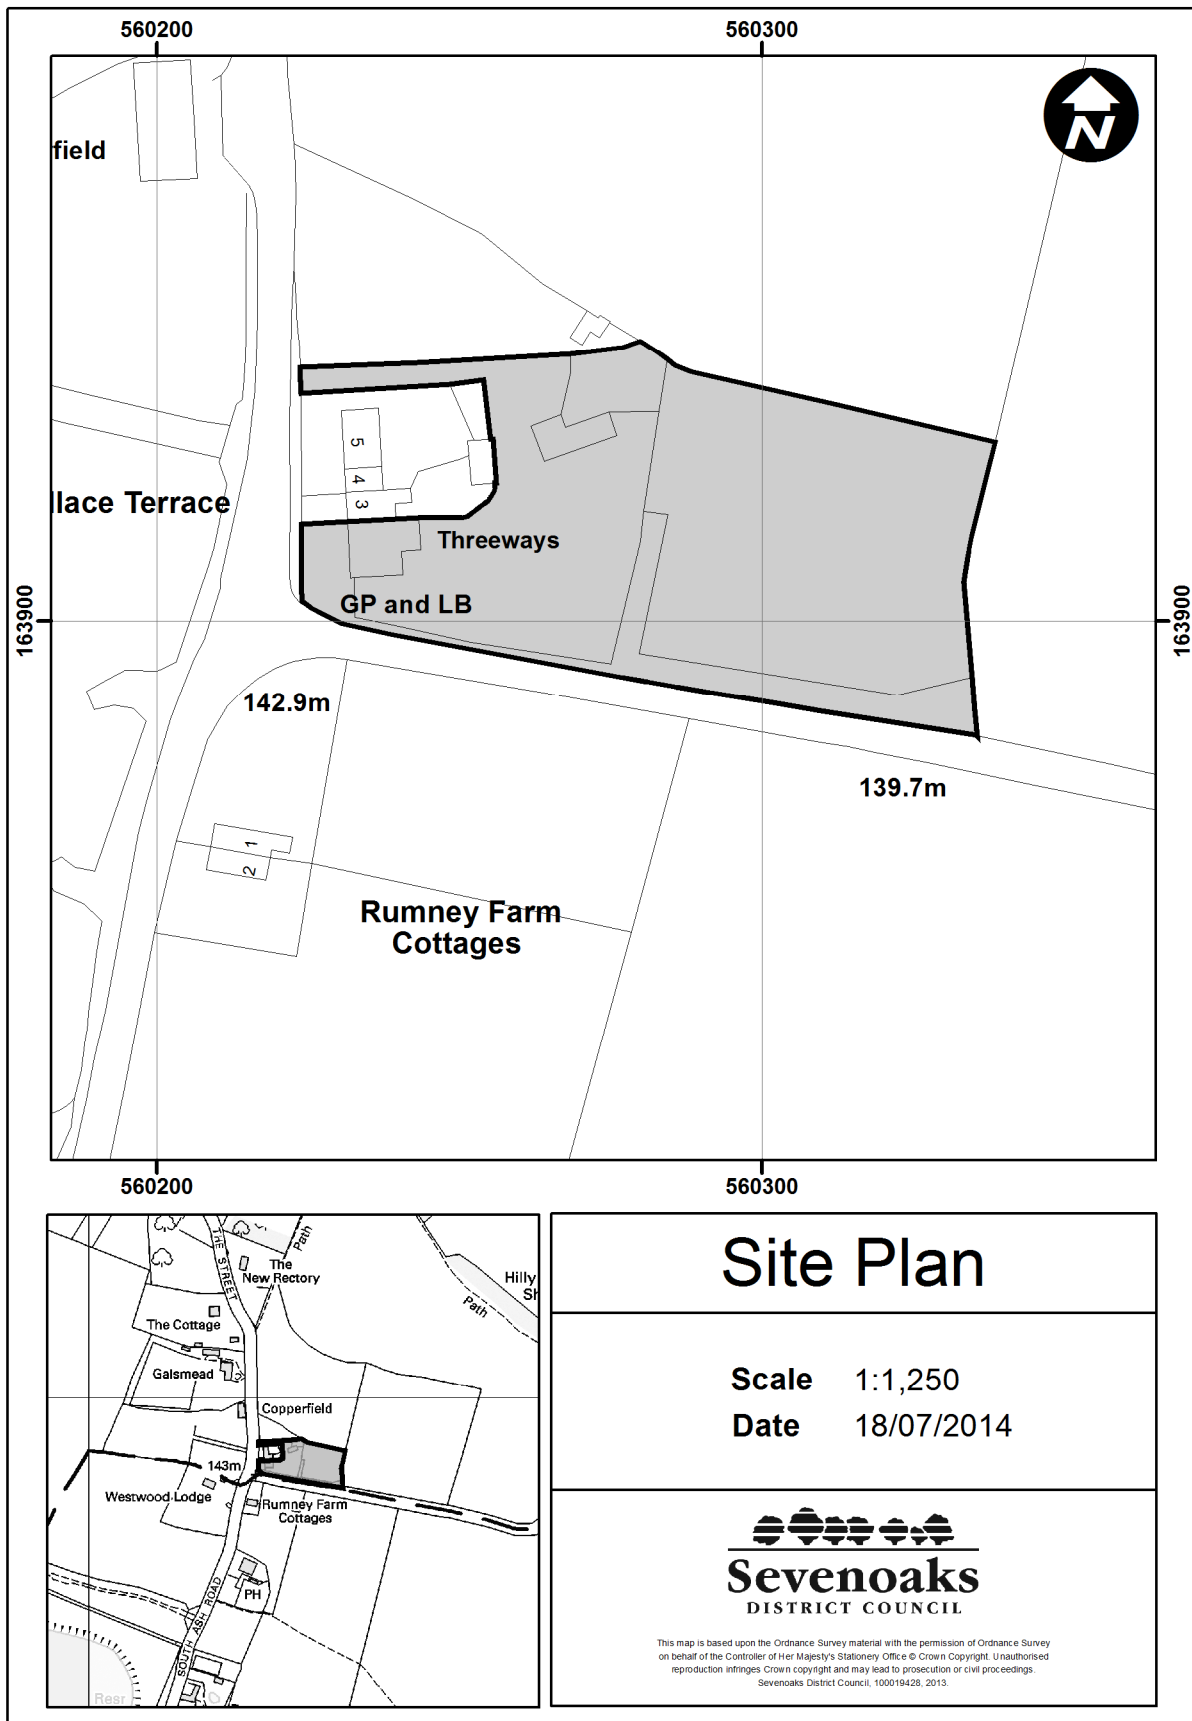 560200
560300
field
N
5
4
3
llace Terrace
Threeways
GP and LB
163900
163900
142.9m
139.7m
1
2
Rumney Farm
Cottages
560200
560300
THE STREET
Path
The
New Rectory
Hilly
Sh
Path
The Cottage
Galsmead
Copperfield
143m
Westwood Lodge
Rumney Farm
Cottages
PH
SOUTH ASH ROAD
Resr
Site Plan
Scale 1:1,250
Date 18/07/2014
Sevenoaks
DISTRICT COUNCIL
This map is based upon the Ordnance Survey material with the permission of Ordnance Survey
on behalf of the Controller of Her Majesty's Stationery Office © Crown Copyright. Unauthorised
reproduction infringes Crown copyright and may lead to prosecution or civil proceedings.
Sevenoaks District Council, 100019428, 2013.